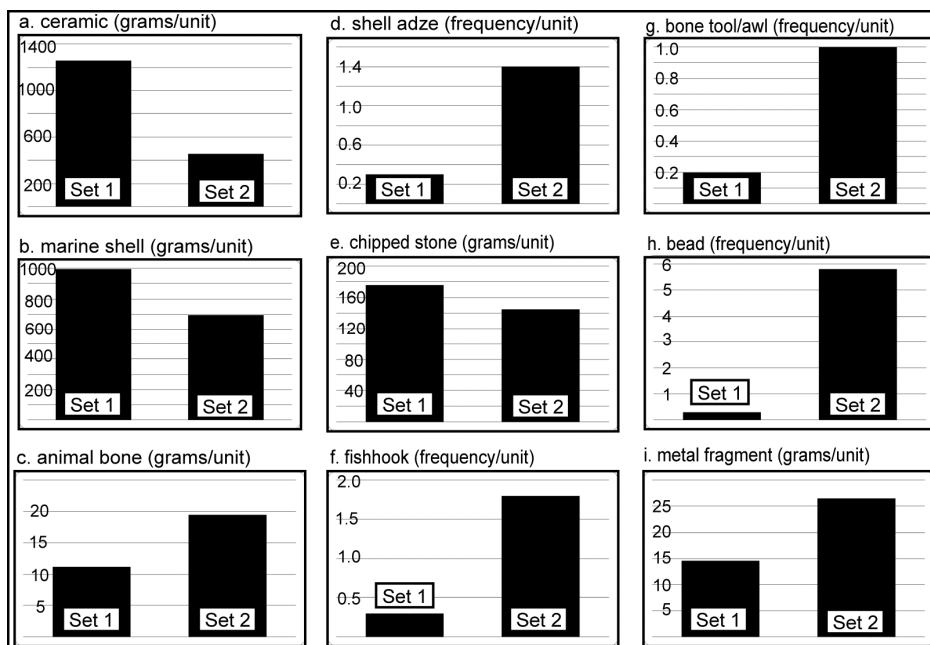 a. ceramic (grams/unit)
1400
1000
600
200
Set 1
Set 2
b. marine shell (grams/unit)
1000
800
600
400
200
Set 1
Set 2
c. animal bone (grams/unit)
20
15
10
5
Set 1
Set 2
d. shell adze (frequency/unit)
1.4
1.0
0.6
0.2
Set 1
Set 2
e. chipped stone (grams/unit)
200
160
120
80
40
Set 1
Set 2
f. fishhook (frequency/unit)
2.0
1.5
1.0
0.5
Set 1
Set 2
g. bone tool/awl (frequency/unit)
1.0
0.8
0.6
0.4
0.2
Set 1
Set 2
h. bead (frequency/unit)
6
5
4
3
2
1
Set 1
Set 2
i. metal fragment (grams/unit)
25
20
15
10
5
Set 1
Set 2